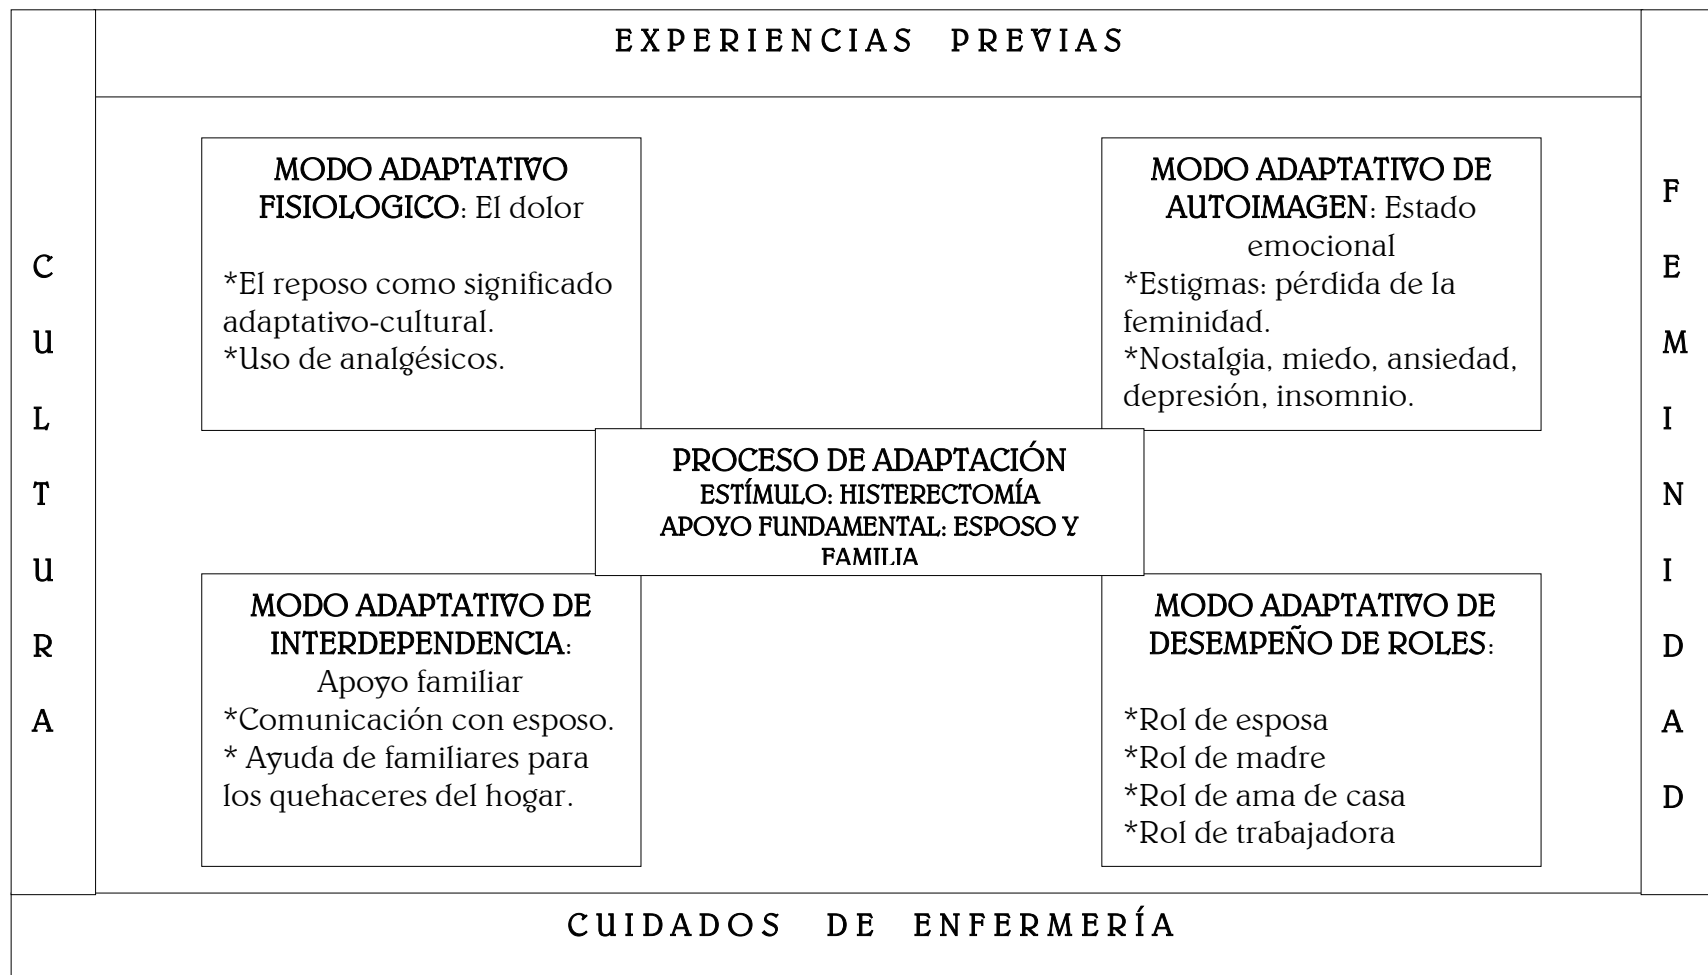 EXPERIENCIAS PREVIAS
CULTURA
MODO ADAPTATIVO
FISIOLOGICO: El dolor
*El reposo como significado
adaptativo-cultural.
*Uso de analgésicos.
MODO ADAPTATIVO DE
AUTOIMAGEN: Estado
emocional
*Estigmas: pérdida de la
feminidad.
*Nostalgia, miedo, ansiedad,
depresión, insomnio.
PROCESO DE ADAPTACIÓN
ESTÍMULO: HISTERECTOMÍA
APOYO FUNDAMENTAL: ESPOSO Y
FAMILIA
MODO ADAPTATIVO DE
INTERDEPENDENCIA:
Apoyo familiar
*Comunicación con esposo.
* Ayuda de familiares para
los quehaceres del hogar.
MODO ADAPTATIVO DE
DESEMPEÑO DE ROLES:
*Rol de esposa
*Rol de madre
*Rol de ama de casa
*Rol de trabajadora
FEMINIDAD
CUIDADOS DE ENFERMERÍA